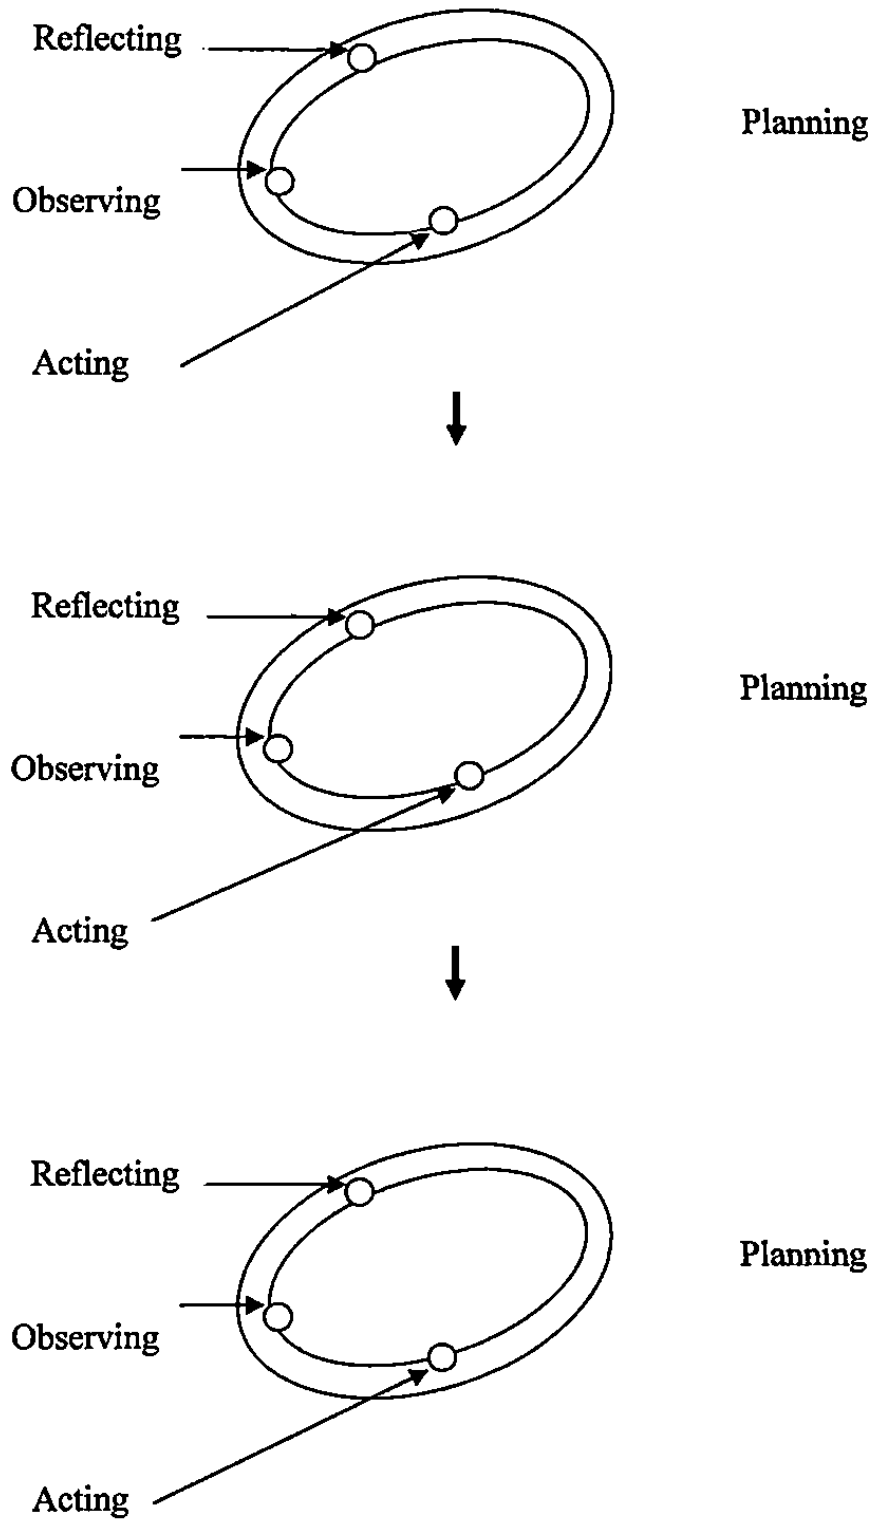 Reflecting
Planning
Observing
Acting
Reflecting
Planning
Observing
Acting
Reflecting
Planning
Observing
Acting